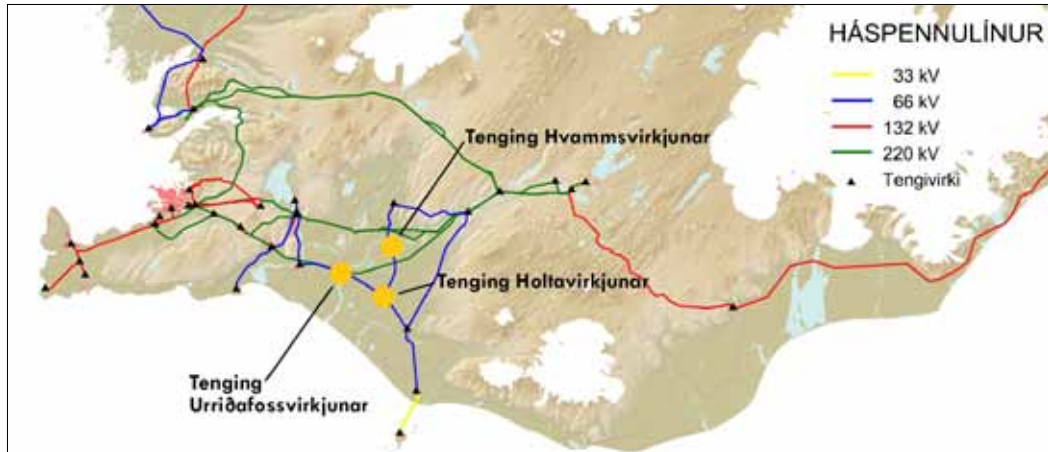 HÁSPENNULÍNUR
33 kV
66 kV
132 kV
220 kV
Tengivirki
Tenging Hvammsvirkjunar
Tenging Holtavirkjunar
Tenging
Urriðafossvirkjunar